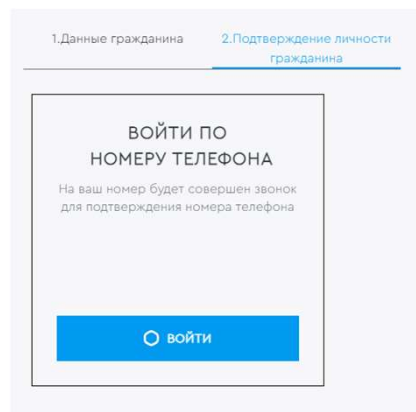 1.Данные гражданина
2.Подтверждение личности
гражданина
ВОЙТИ ПО
НОМЕРУ ТЕЛЕФОНА
На ваш номер будет совершен звонок
для подтверждения номера телефона
ВОЙТИ